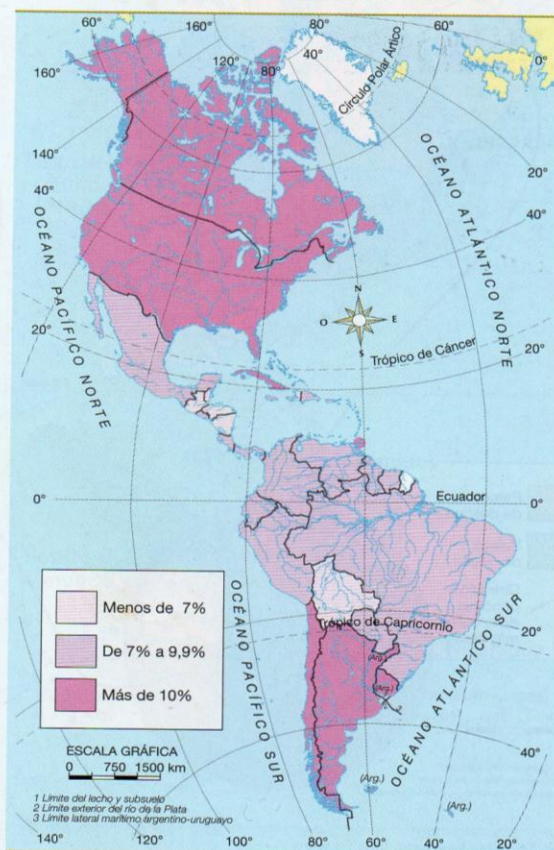 60°
160°
80°
60°
160°
120°
80°
40°
0°
Círculo Polar Ártico
140°
20°
40°
40°
OCÉANO PACÍFICO NORTE
OCÉANO ATLÁNTICO NORTE
N
O
E
S
20°
Trópico de Cáncer
20°
0°
Ecuador
0°
Menos de 7%
De 7% a 9,9%
Más de 10%
OCÉANO PACÍFICO SUR
Trópico de Capricornio
20°
OCÉANO ATLÁNTICO SUR
(Arg.)
(Arg.)
40°
ESCALA GRÁFICA
0 750 1500 km
(Arg.)
(Arg.)
1 Límite del lecho y subsuelo
2 Límite exterior del río de la Plata
3 Límite lateral marítimo argentino-uruguayo
140°
120°
100°
80°
60°
40°
20°
0°